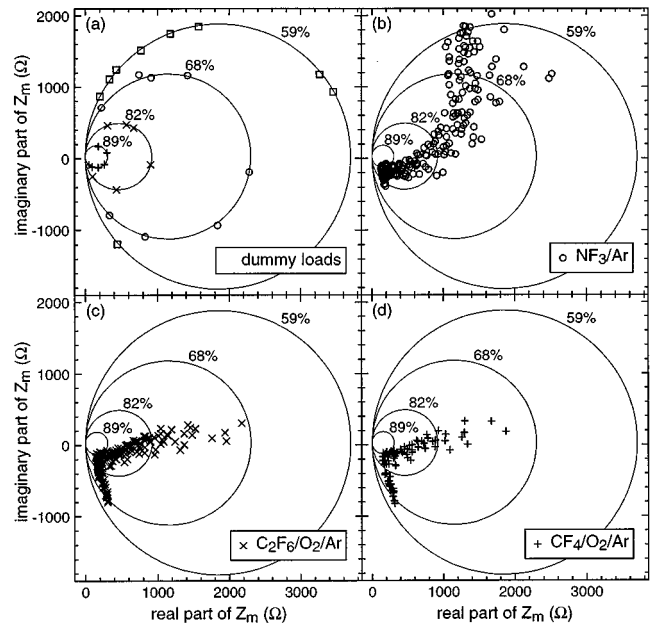 2000
1000
0
-1000
imaginary part of Zm (Ω)
(a)
59%
68%
82%
89%
dummy loads
(b)
59%
68%
82%
89%
NF3/Ar
2000
1000
0
-1000
imaginary part of Zm (Ω)
(c)
59%
68%
82%
89%
C2F6/O2/Ar
(d)
59%
68%
82%
89%
CF4/O2/Ar
0 1000 2000 3000
0 1000 2000 3000
real part of Zm (Ω)
real part of Zm (Ω)